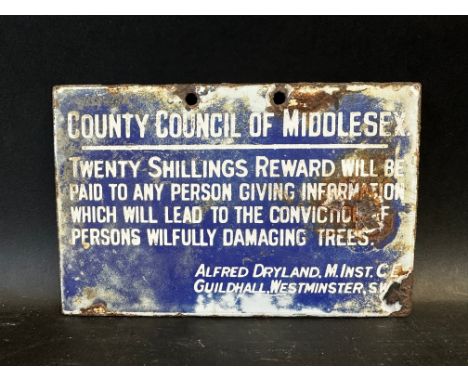 COUNTY COUNCIL OF MIDDLESEX.
TWENTY SHILLINGS REWARD WILL BE
PAID TO ANY PERSON GIVING INFORMATION
WHICH WILL LEAD TO THE CONVICTION OF
PERSONS WILFULLY DAMAGING TREES.
ALFRED DRYLAND, M.INST. C.E.
GUILDHALL, WESTMINSTER, S.W.